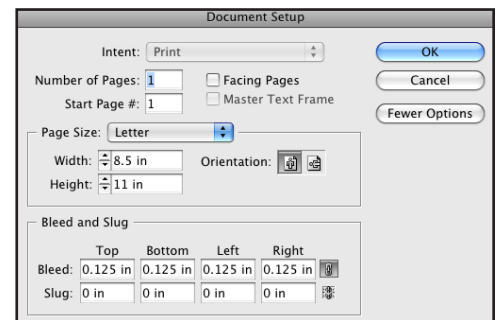 Document Setup
Intent: Print
OK
Number of Pages: 1
Facing Pages
Cancel
Start Page #: 1
Master Text Frame
Fewer Options
Page Size: Letter
Width: 8.5 in
Orientation:
Height: 11 in
Bleed and Slug
Top Bottom Left Right
Bleed: 0.125 in 0.125 in 0.125 in 0.125 in
Slug: 0 in 0 in 0 in 0 in